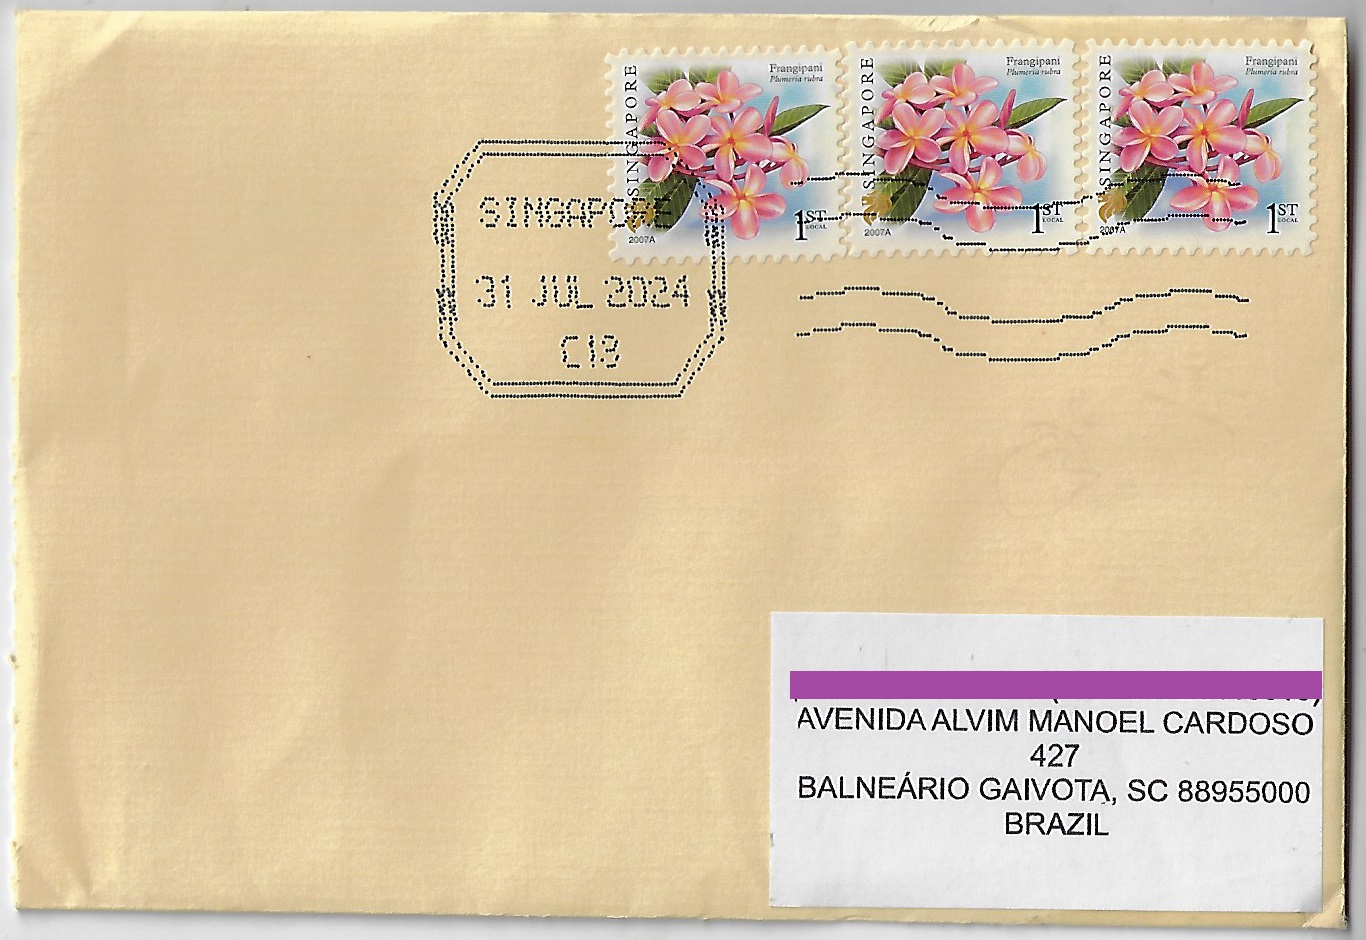 SINGAPORE
Frangipani
Plumeria rubra
1ST
LOCAL
2007A
SINGAPORE
Frangipani
Plumeria rubra
1ST
LOCAL
2007A
SINGAPORE
Frangipani
Plumeria rubra
1ST
LOCAL
2007A
SINGAPORE
31 JUL 2024
C13
AVENIDA ALVIM MANOEL CARDOSO
427
BALNEÁRIO GAIVOTA, SC 88955000
BRAZIL